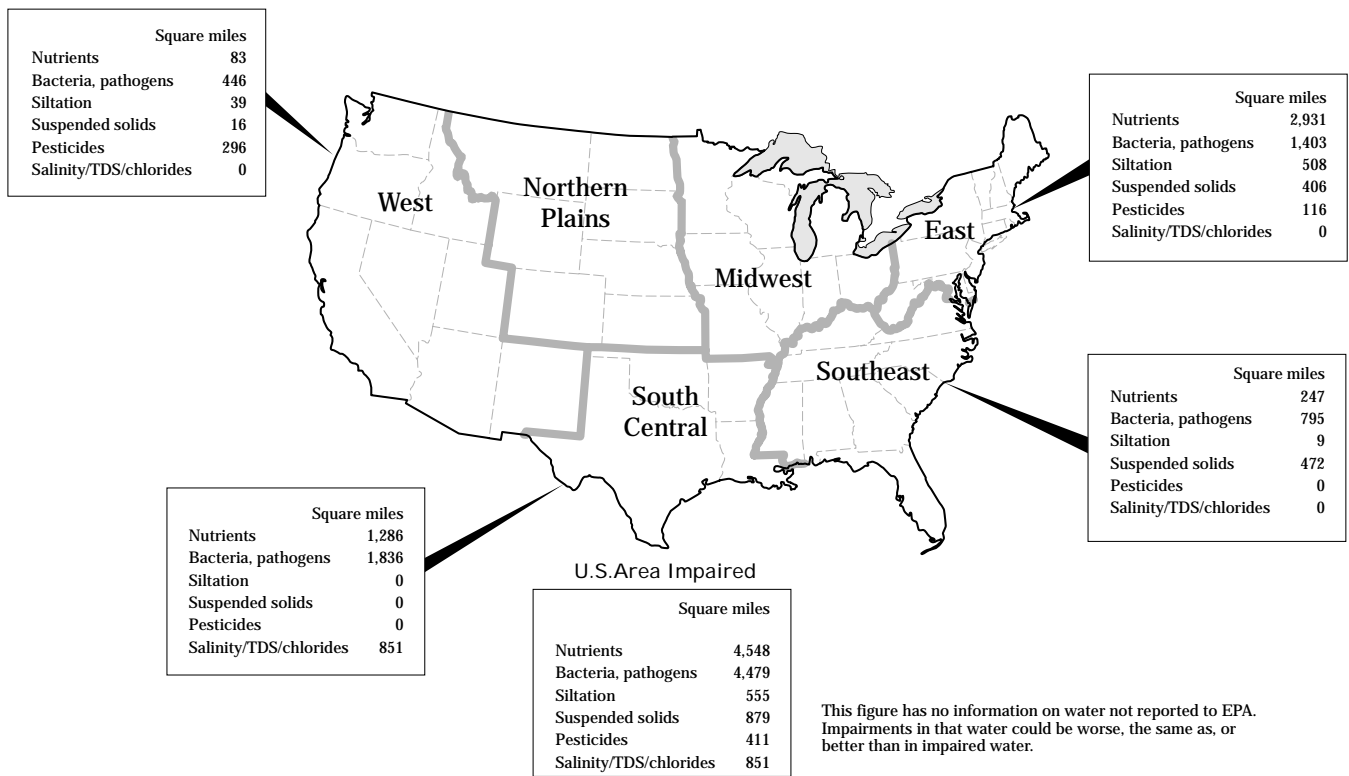 Square miles
Nutrients 83
Bacteria, pathogens 446
Siltation 39
Suspended solids 16
Pesticides 296
Salinity/TDS/chlorides 0
Square miles
Nutrients 2,931
Bacteria, pathogens 1,403
Siltation 508
Suspended solids 406
Pesticides 116
Salinity/TDS/chlorides 0
West
Northern
Plains
Midwest
East
South
Central
Southeast
Square miles
Nutrients 247
Bacteria, pathogens 795
Siltation 9
Suspended solids 472
Pesticides 0
Salinity/TDS/chlorides 0
Square miles
Nutrients 1,286
Bacteria, pathogens 1,836
Siltation 0
Suspended solids 0
Pesticides 0
Salinity/TDS/chlorides 851
U.S.Area Impaired
Square miles
Nutrients 4,548
Bacteria, pathogens 4,479
Siltation 555
Suspended solids 879
Pesticides 411
Salinity/TDS/chlorides 851
This figure has no information on water not reported to EPA.
Impairments in that water could be worse, the same as, or
better than in impaired water.